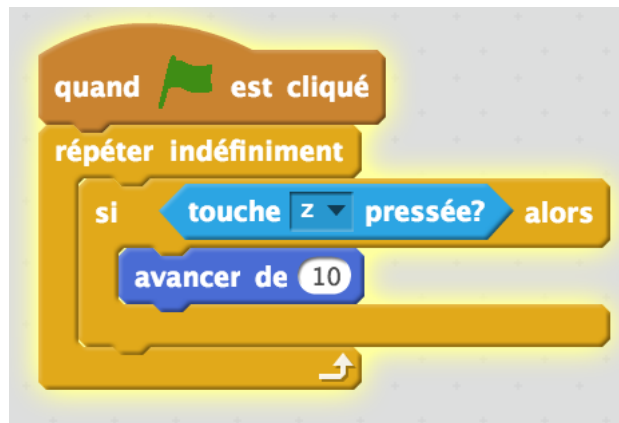 quand est cliqué
répéter indéfiniment
si touche z pressée? alors
avancer de 10